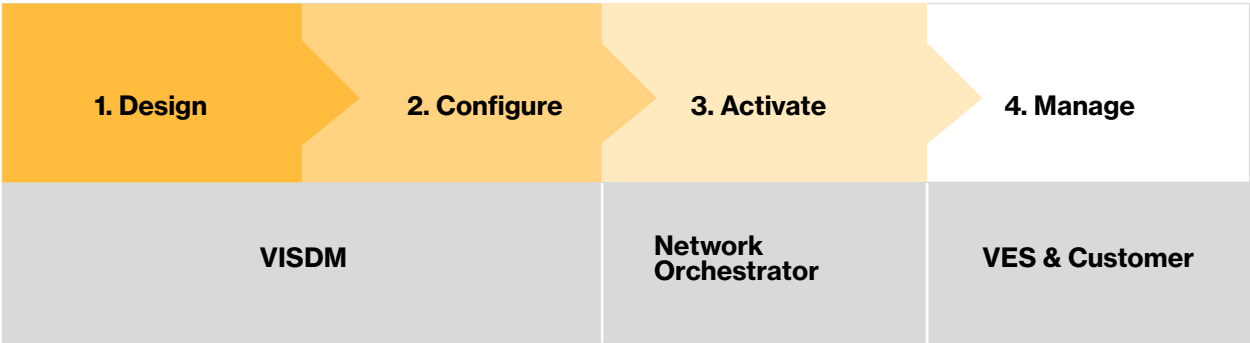 1. Design
2. Configure
3. Activate
4. Manage
VISDM
Network
Orchestrator
VES & Customer